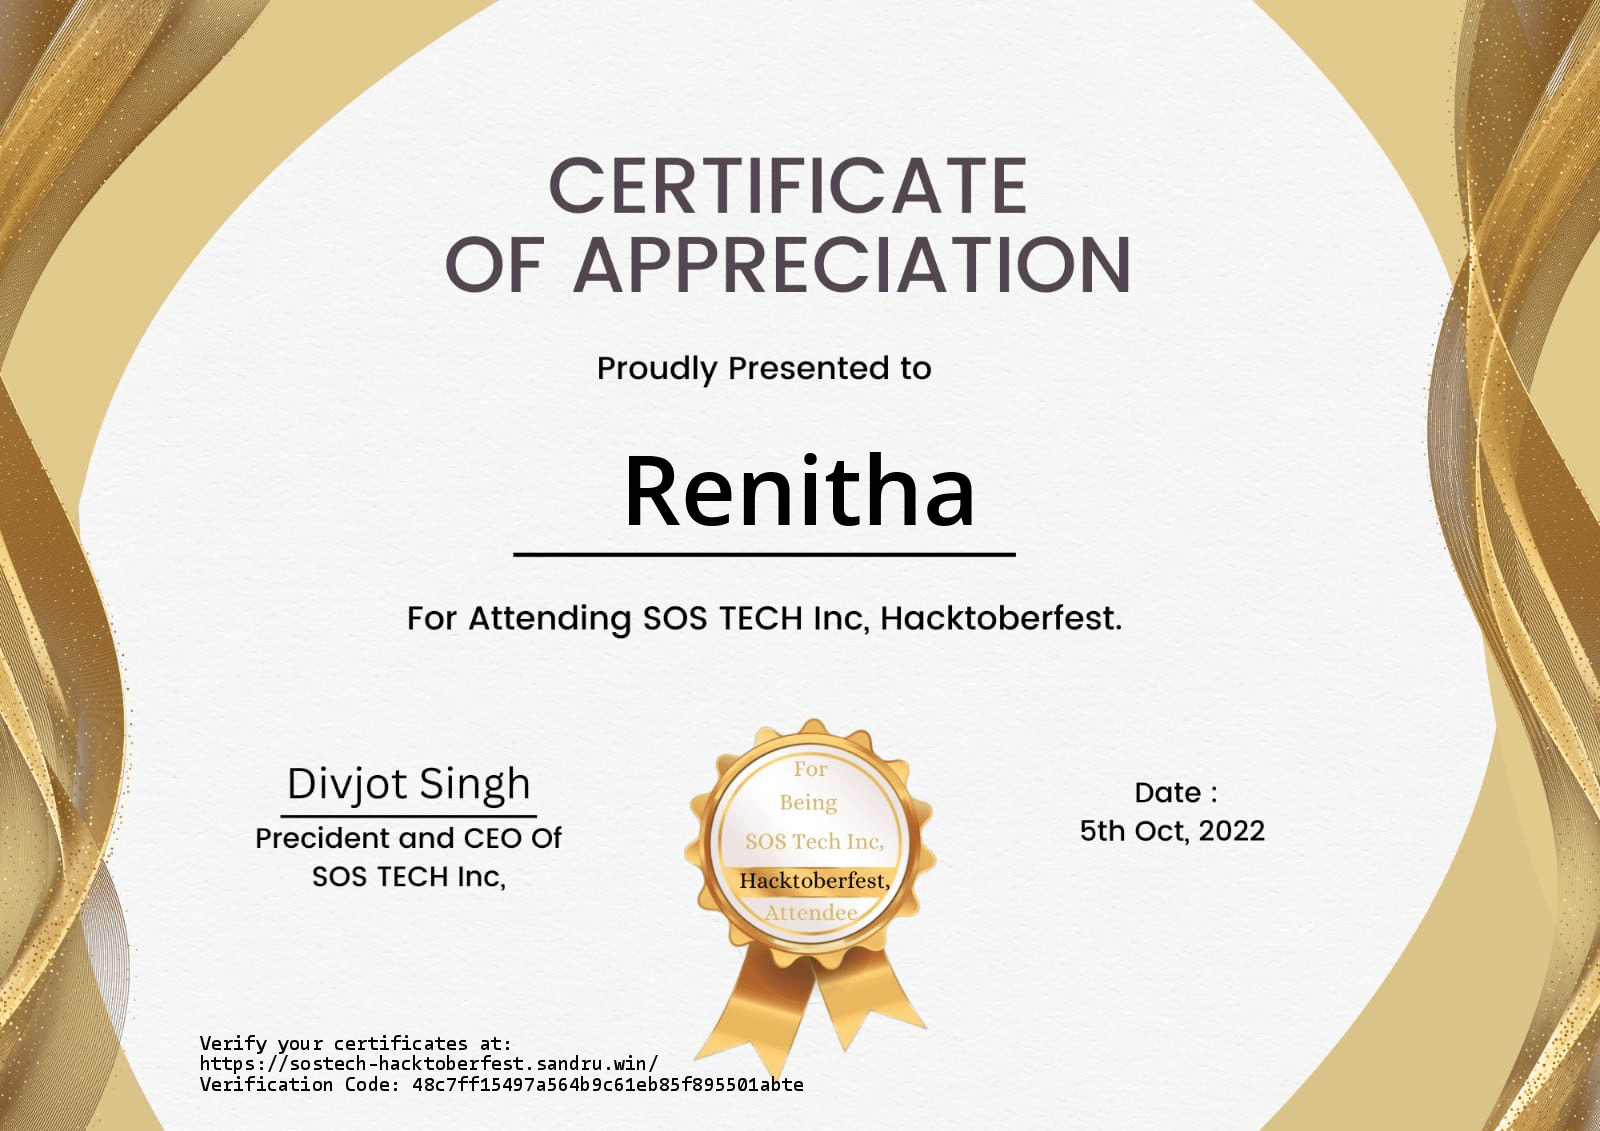 CERTIFICATE
OF APPRECIATION
Proudly Presented to
Renitha
For Attending SOS TECH Inc, Hacktoberfest.
Divjot Singh
Precident and CEO Of
SOS TECH Inc,
For
Being
SOS Tech Inc,
Hacktoberfest,
Attendee
Date :
5th Oct, 2022
Verify your certificates at:
https://sostech-hacktoberfest.sandru.win/
Verification Code: 48c7ff15497a564b9c61eb85f895501abte